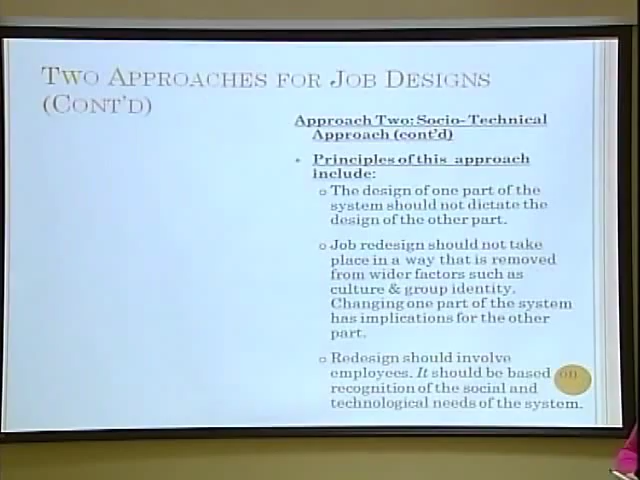 TWO APPROACHES FOR JOB DESIGNS
(CONT'D)
Approach Two: Socio-Technical
Approach (cont'd)
• Principles of this approach
include:
o The design of one part of the
system should not dictate the
design of the other part.
o Job redesign should not take
place in a way that is removed
from wider factors such as
culture & group identity.
Changing one part of the system
has implications for the other
part.
o Redesign should involve
employees. It should be based on
recognition of the social and
technological needs of the system.